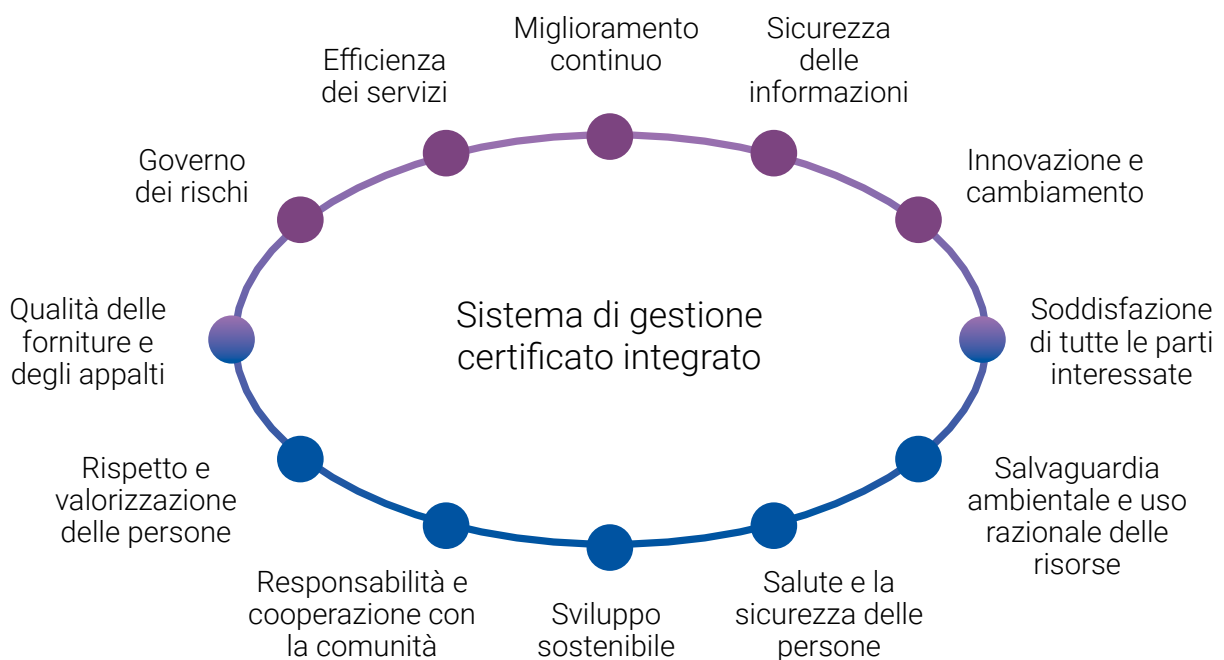 Miglioramento
continuo
Sicurezza
delle
informazioni
Efficienza
dei servizi
Governo
dei rischi
Innovazione e
cambiamento
Qualità delle
forniture e
degli appalti
Sistema di gestione
certificato integrato
Soddisfazione
di tutte le parti
interessate
Rispetto e
valorizzazione
delle persone
Salvaguardia
ambientale e uso
razionale delle
risorse
Responsabilità e
cooperazione con
la comunità
Sviluppo
sostenibile
Salute e la
sicurezza delle
persone